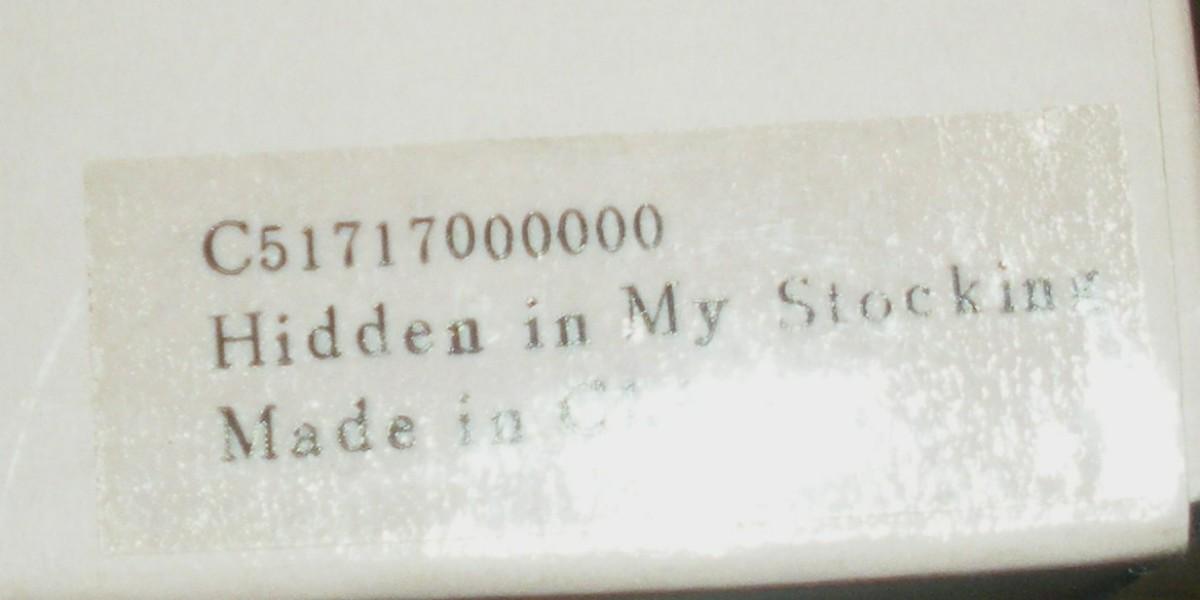 C51717000000
Hidden in My Stocking
Made in